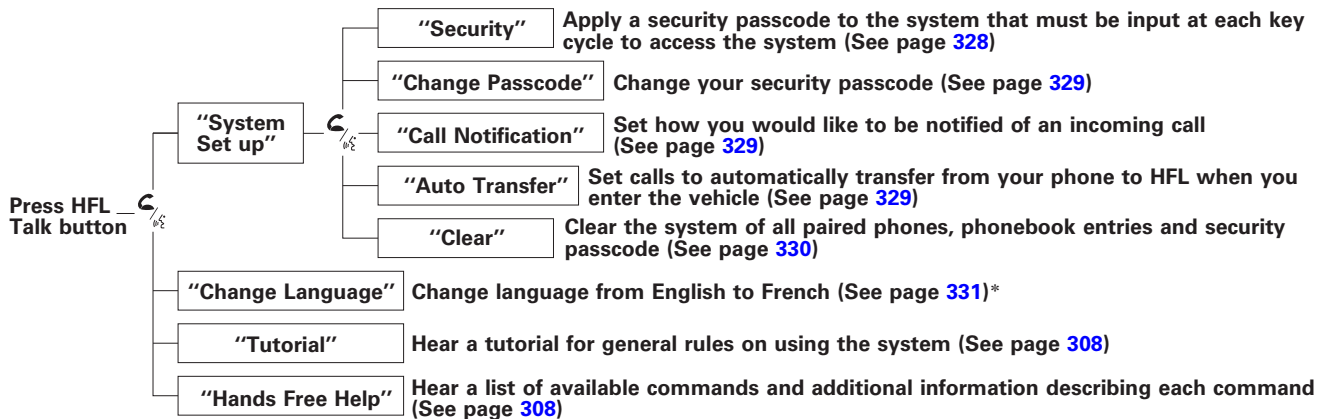 “Security” Apply a security passcode to the system that must be input at each key
cycle to access the system (See page 328)
“Change Passcode” Change your security passcode (See page 329)
“System
Set up”
“Call Notification” Set how you would like to be notified of an incoming call
(See page 329)
“Auto Transfer” Set calls to automatically transfer from your phone to HFL when you
enter the vehicle (See page 329)
Press HFL
Talk button
“Clear” Clear the system of all paired phones, phonebook entries and security
passcode (See page 330)
“Change Language” Change language from English to French (See page 331)*
“Tutorial” Hear a tutorial for general rules on using the system (See page 308)
“Hands Free Help” Hear a list of available commands and additional information describing each command
(See page 308)